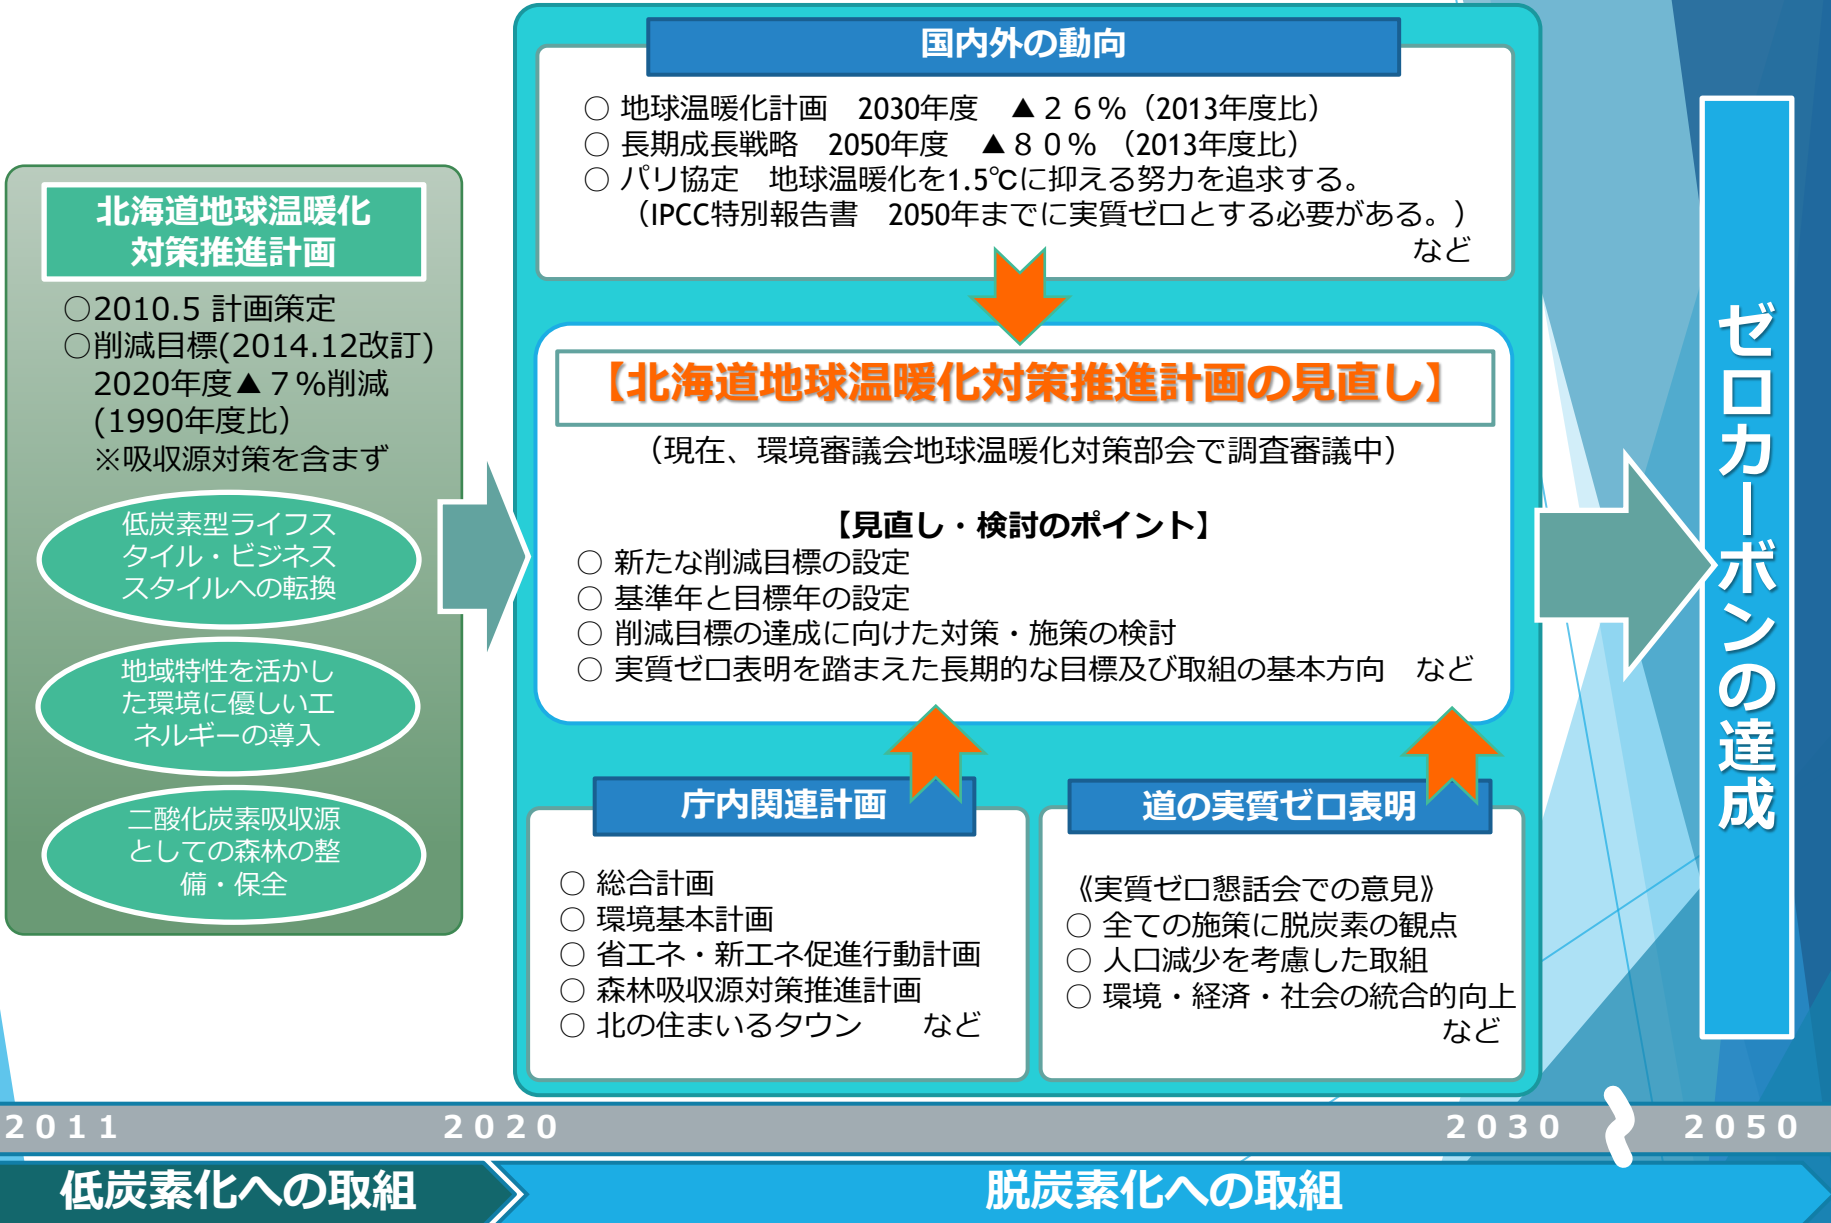 北海道地球温暖化
対策推進計画
○2010.5 計画策定
○削減目標(2014.12改訂)
2020年度▲７%削減
(1990年度比）
※吸収源対策を含まず
低炭素型ライフス
タイル・ビジネス
スタイルへの転換
地域特性を活かし
た環境に優しいエ
ネルギーの導入
二酸化炭素吸収源
としての森林の整
備・保全
国内外の動向
○ 地球温暖化計画　2030年度　▲２６%（2013年度比）
○ 長期成長戦略　2050年度　▲８０%　（2013年度比）
○ パリ協定　地球温暖化を1.5℃に抑える努力を追求する。
（IPCC特別報告書　2050年までに実質ゼロとする必要がある。）
など
【北海道地球温暖化対策推進計画の見直し】
（現在、環境審議会地球温暖化対策部会で調査審議中）
【見直し・検討のポイント】
○ 新たな削減目標の設定
○ 基準年と目標年の設定
○ 削減目標の達成に向けた対策・施策の検討
○ 実質ゼロ表明を踏まえた長期的な目標及び取組の基本方向　など
庁内関連計画
○ 総合計画
○ 環境基本計画
○ 省エネ・新エネ促進行動計画
○ 森林吸収源対策推進計画
○ 北の住まいるタウン　　など
道の実質ゼロ表明
《実質ゼロ懇話会での意見》
○ 全ての施策に脱炭素の観点
○ 人口減少を考慮した取組
○ 環境・経済・社会の統合的向上
など
ゼロカーボンの達成
2011
2020
2030
2050
低炭素化への取組
脱炭素化への取組